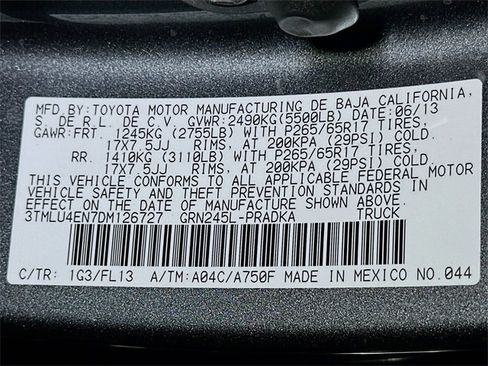 MFD.BY:TOYOTA MOTOR MANUFACTURING DE BAJA CALIFORNIA,
S. DE R.L. DE C.V. GVWR:2490KG(5500LB) DATE:06/13
GAWR:FRT. 1245KG (2755LB) WITH P265/65R17 TIRES,
17X7.5JJ RIMS, AT 200KPA (29PSI) COLD.
RR. 1410KG (3110LB) WITH P265/65R17 TIRES,
17X7.5JJ RIMS, AT 200KPA (29PSI) COLD.
THIS VEHICLE CONFORMS TO ALL APPLICABLE FEDERAL MOTOR
VEHICLE SAFETY AND THEFT PREVENTION STANDARDS IN
EFFECT ON THE DATE OF MANUFACTURE SHOWN ABOVE.
3TMLU4EN7DM126727 GRN245L-PRADKA TRUCK
C/TR: 1G3/FL13 A/TM:A04C/A750F MADE IN MEXICO NO.044